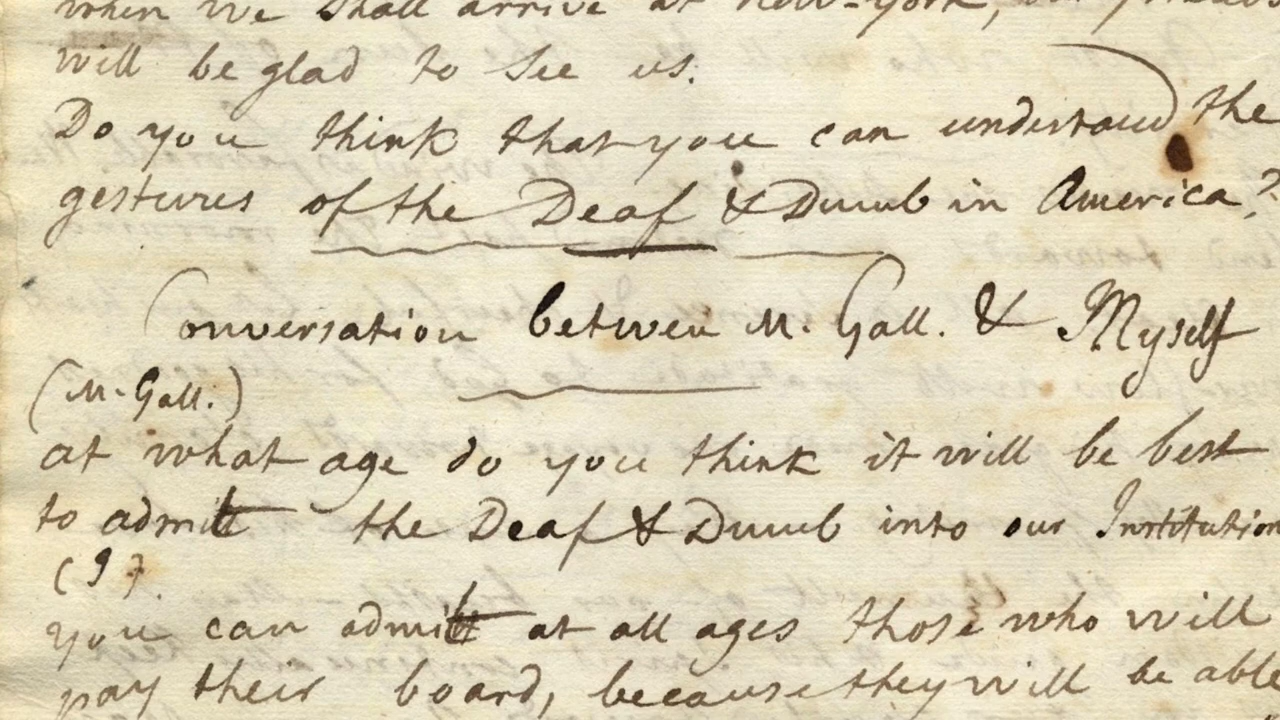 when we shall arrive at New-York, our friends
will be glad to see us.
Do you think that you can understand the
gestures of the Deaf & Dumb in America?
Conversation between M. Gall. & Myself
(M. Gall.)
at what age do you think it will be best
to admit the Deaf & Dumb into our Institution
(I)
you can admit at all ages those who will
pay their board, because they will be able